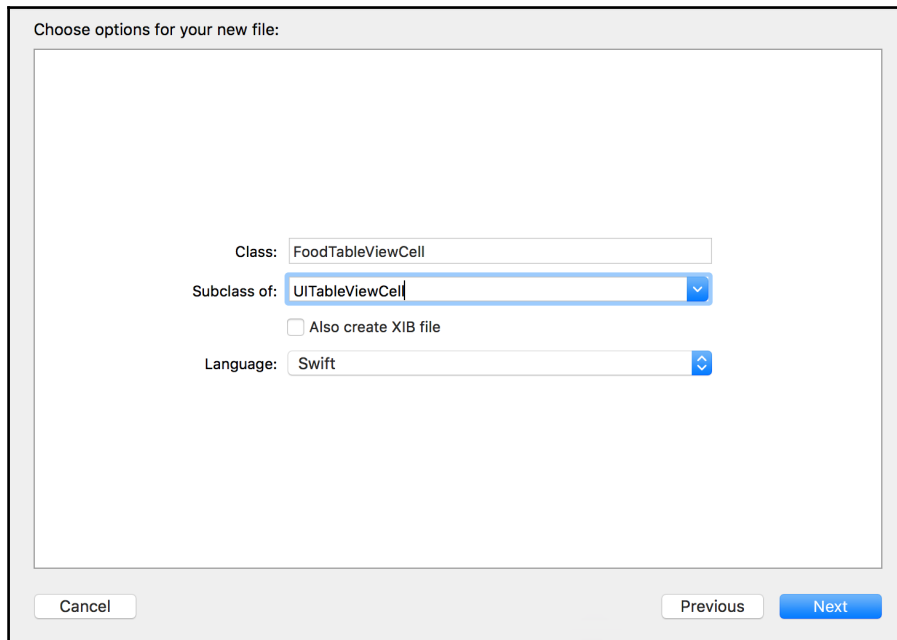 Choose options for your new file:
Class: FoodTableViewCell
Subclass of: UITableViewCell
Also create XIB file
Language: Swift
Cancel Previous Next